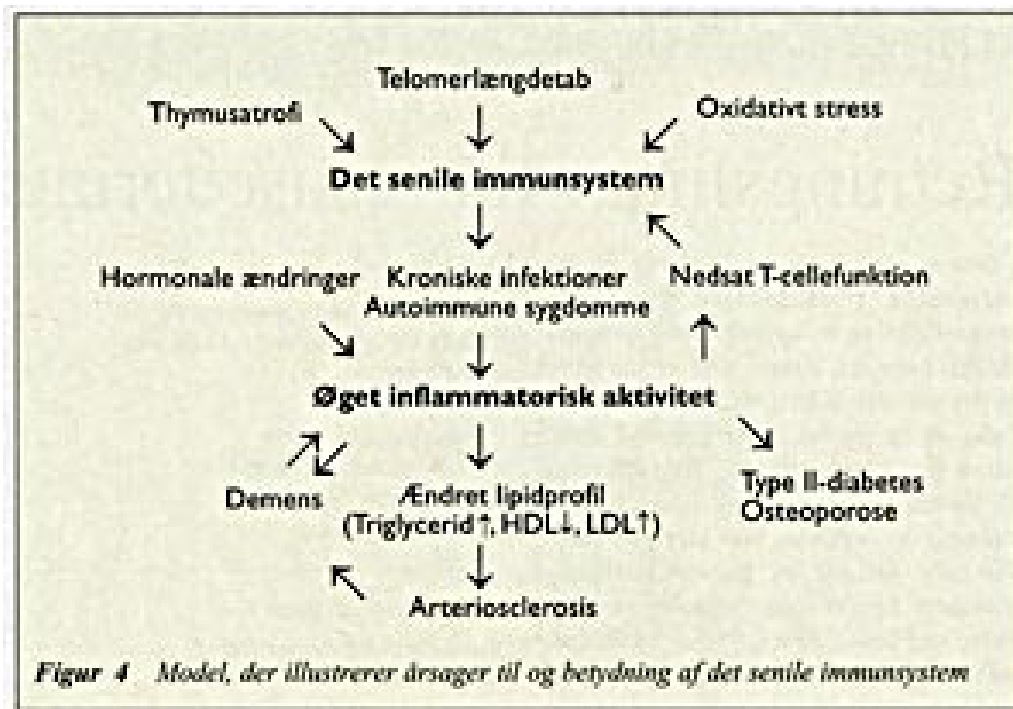 Telomerlængdetab
Thymusatrofi
Oxidativt stress
Det senile immunsystem
Hormonale ændringer
Kroniske infektioner
Autoimmune sygdomme
Nedsat T-cellefunktion
Øget inflammatorisk aktivitet
Demens
Ændret lipidprofil
(Triglycerid↑, HDL↓, LDL↑)
Type II-diabetes
Osteoporose
Arteriosclerosis
Figur 4 Model, der illustrerer årsager til og betydning af det senile immunsystem